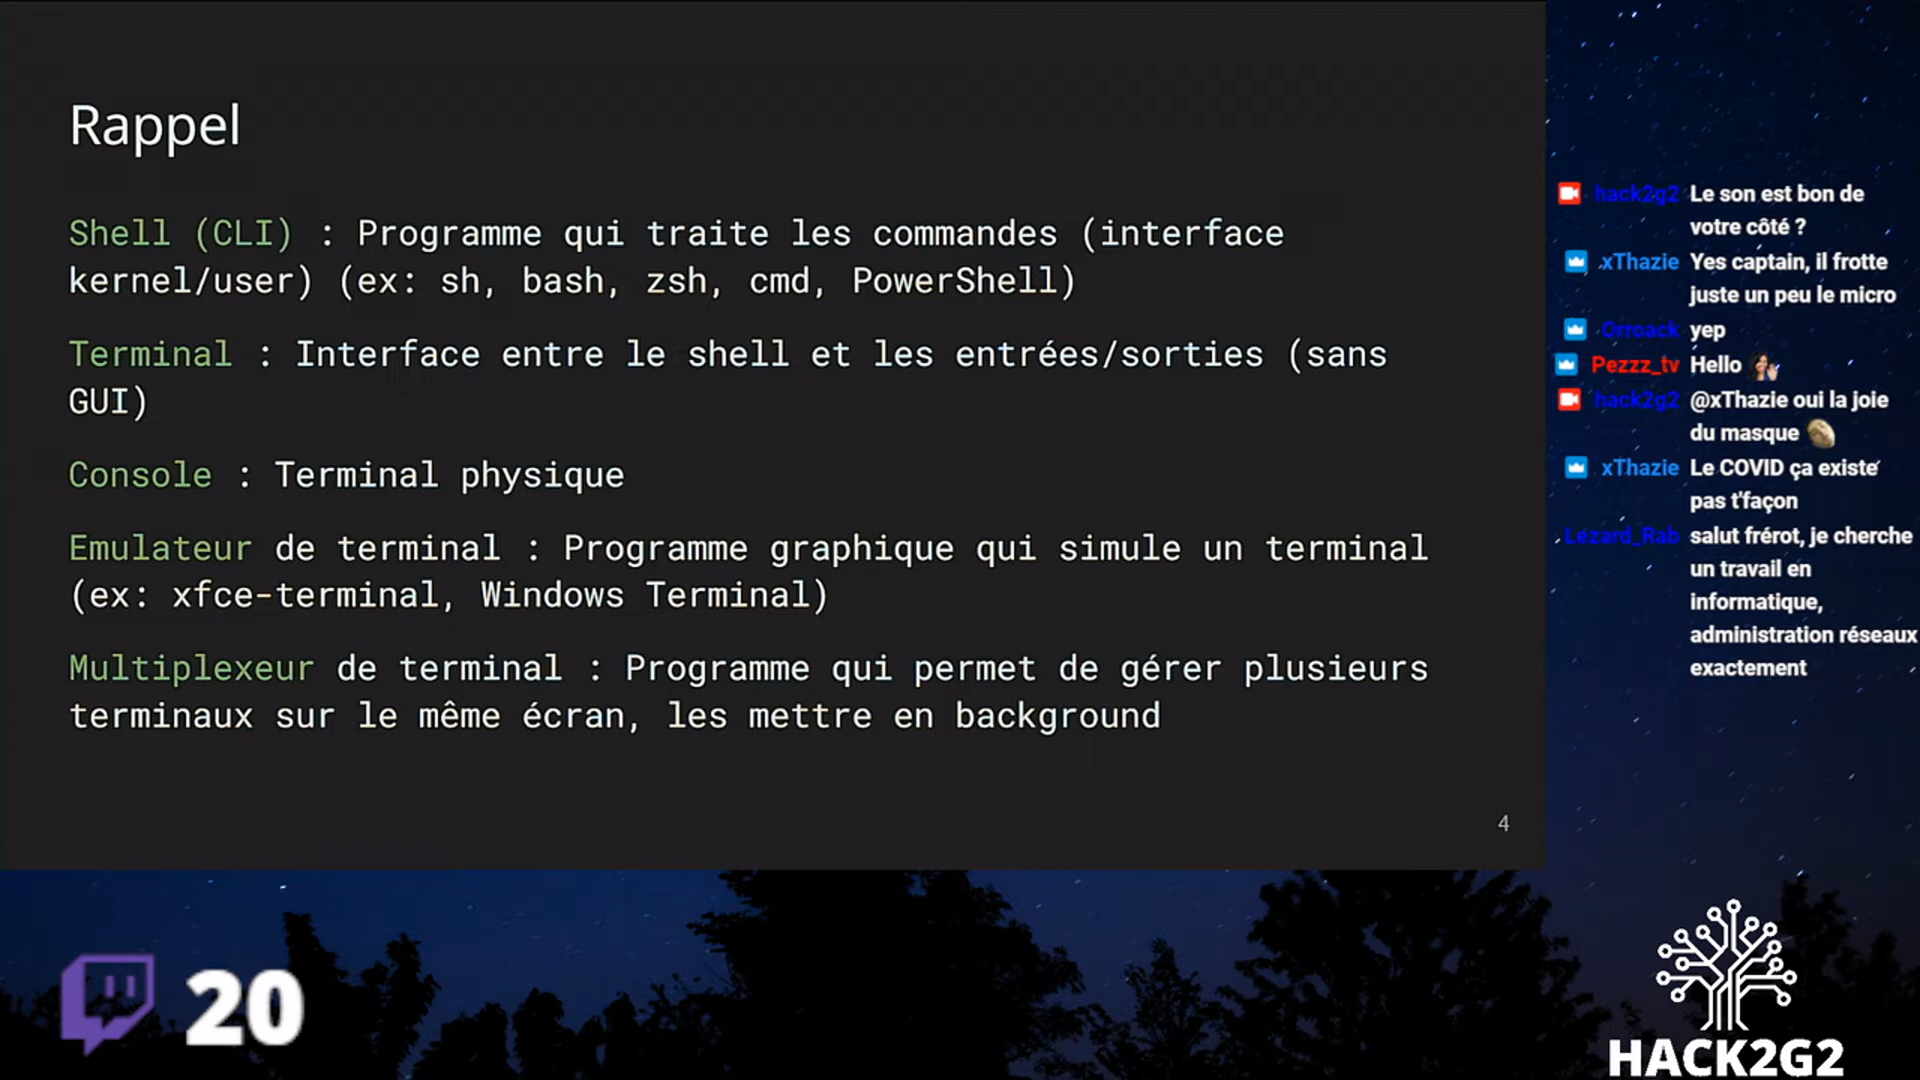 Rappel
Shell (CLI) : Programme qui traite les commandes (interface
kernel/user) (ex: sh, bash, zsh, cmd, PowerShell)
Terminal : Interface entre le shell et les entrées/sorties (sans
GUI)
Console : Terminal physique
Emulateur de terminal : Programme graphique qui simule un terminal
(ex: xfce-terminal, Windows Terminal)
Multiplexeur de terminal : Programme qui permet de gérer plusieurs
terminaux sur le même écran, les mettre en background
4
hack2g2 Le son est bon de
votre côté ?
xThazie Yes captain, il frotte
juste un peu le micro
Orroack yep
Pezzz_tv Hello
hack2g2 @xThazie oui la joie
du masque
xThazie Le COVID ça existe
pas t'façon
Lezard_Rab salut frérot, je cherche
un travail en
informatique,
administration réseaux
exactement
20
HACK2G2